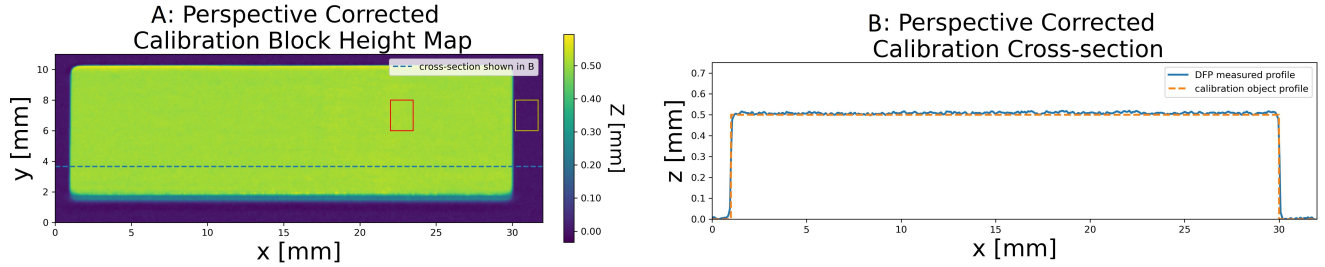 A: Perspective Corrected
Calibration Block Height Map
cross-section shown in B
10
8
6
4
2
0
y [mm]
0
5
10
15
20
25
30
x [mm]
0.50
0.40
0.30
0.20
0.10
0.00
Z [mm]
B: Perspective Corrected
Calibration Cross-section
DFP measured profile
calibration object profile
0.7
0.6
0.5
0.4
0.3
0.2
0.1
0.0
z [mm]
0
5
10
15
20
25
30
x [mm]